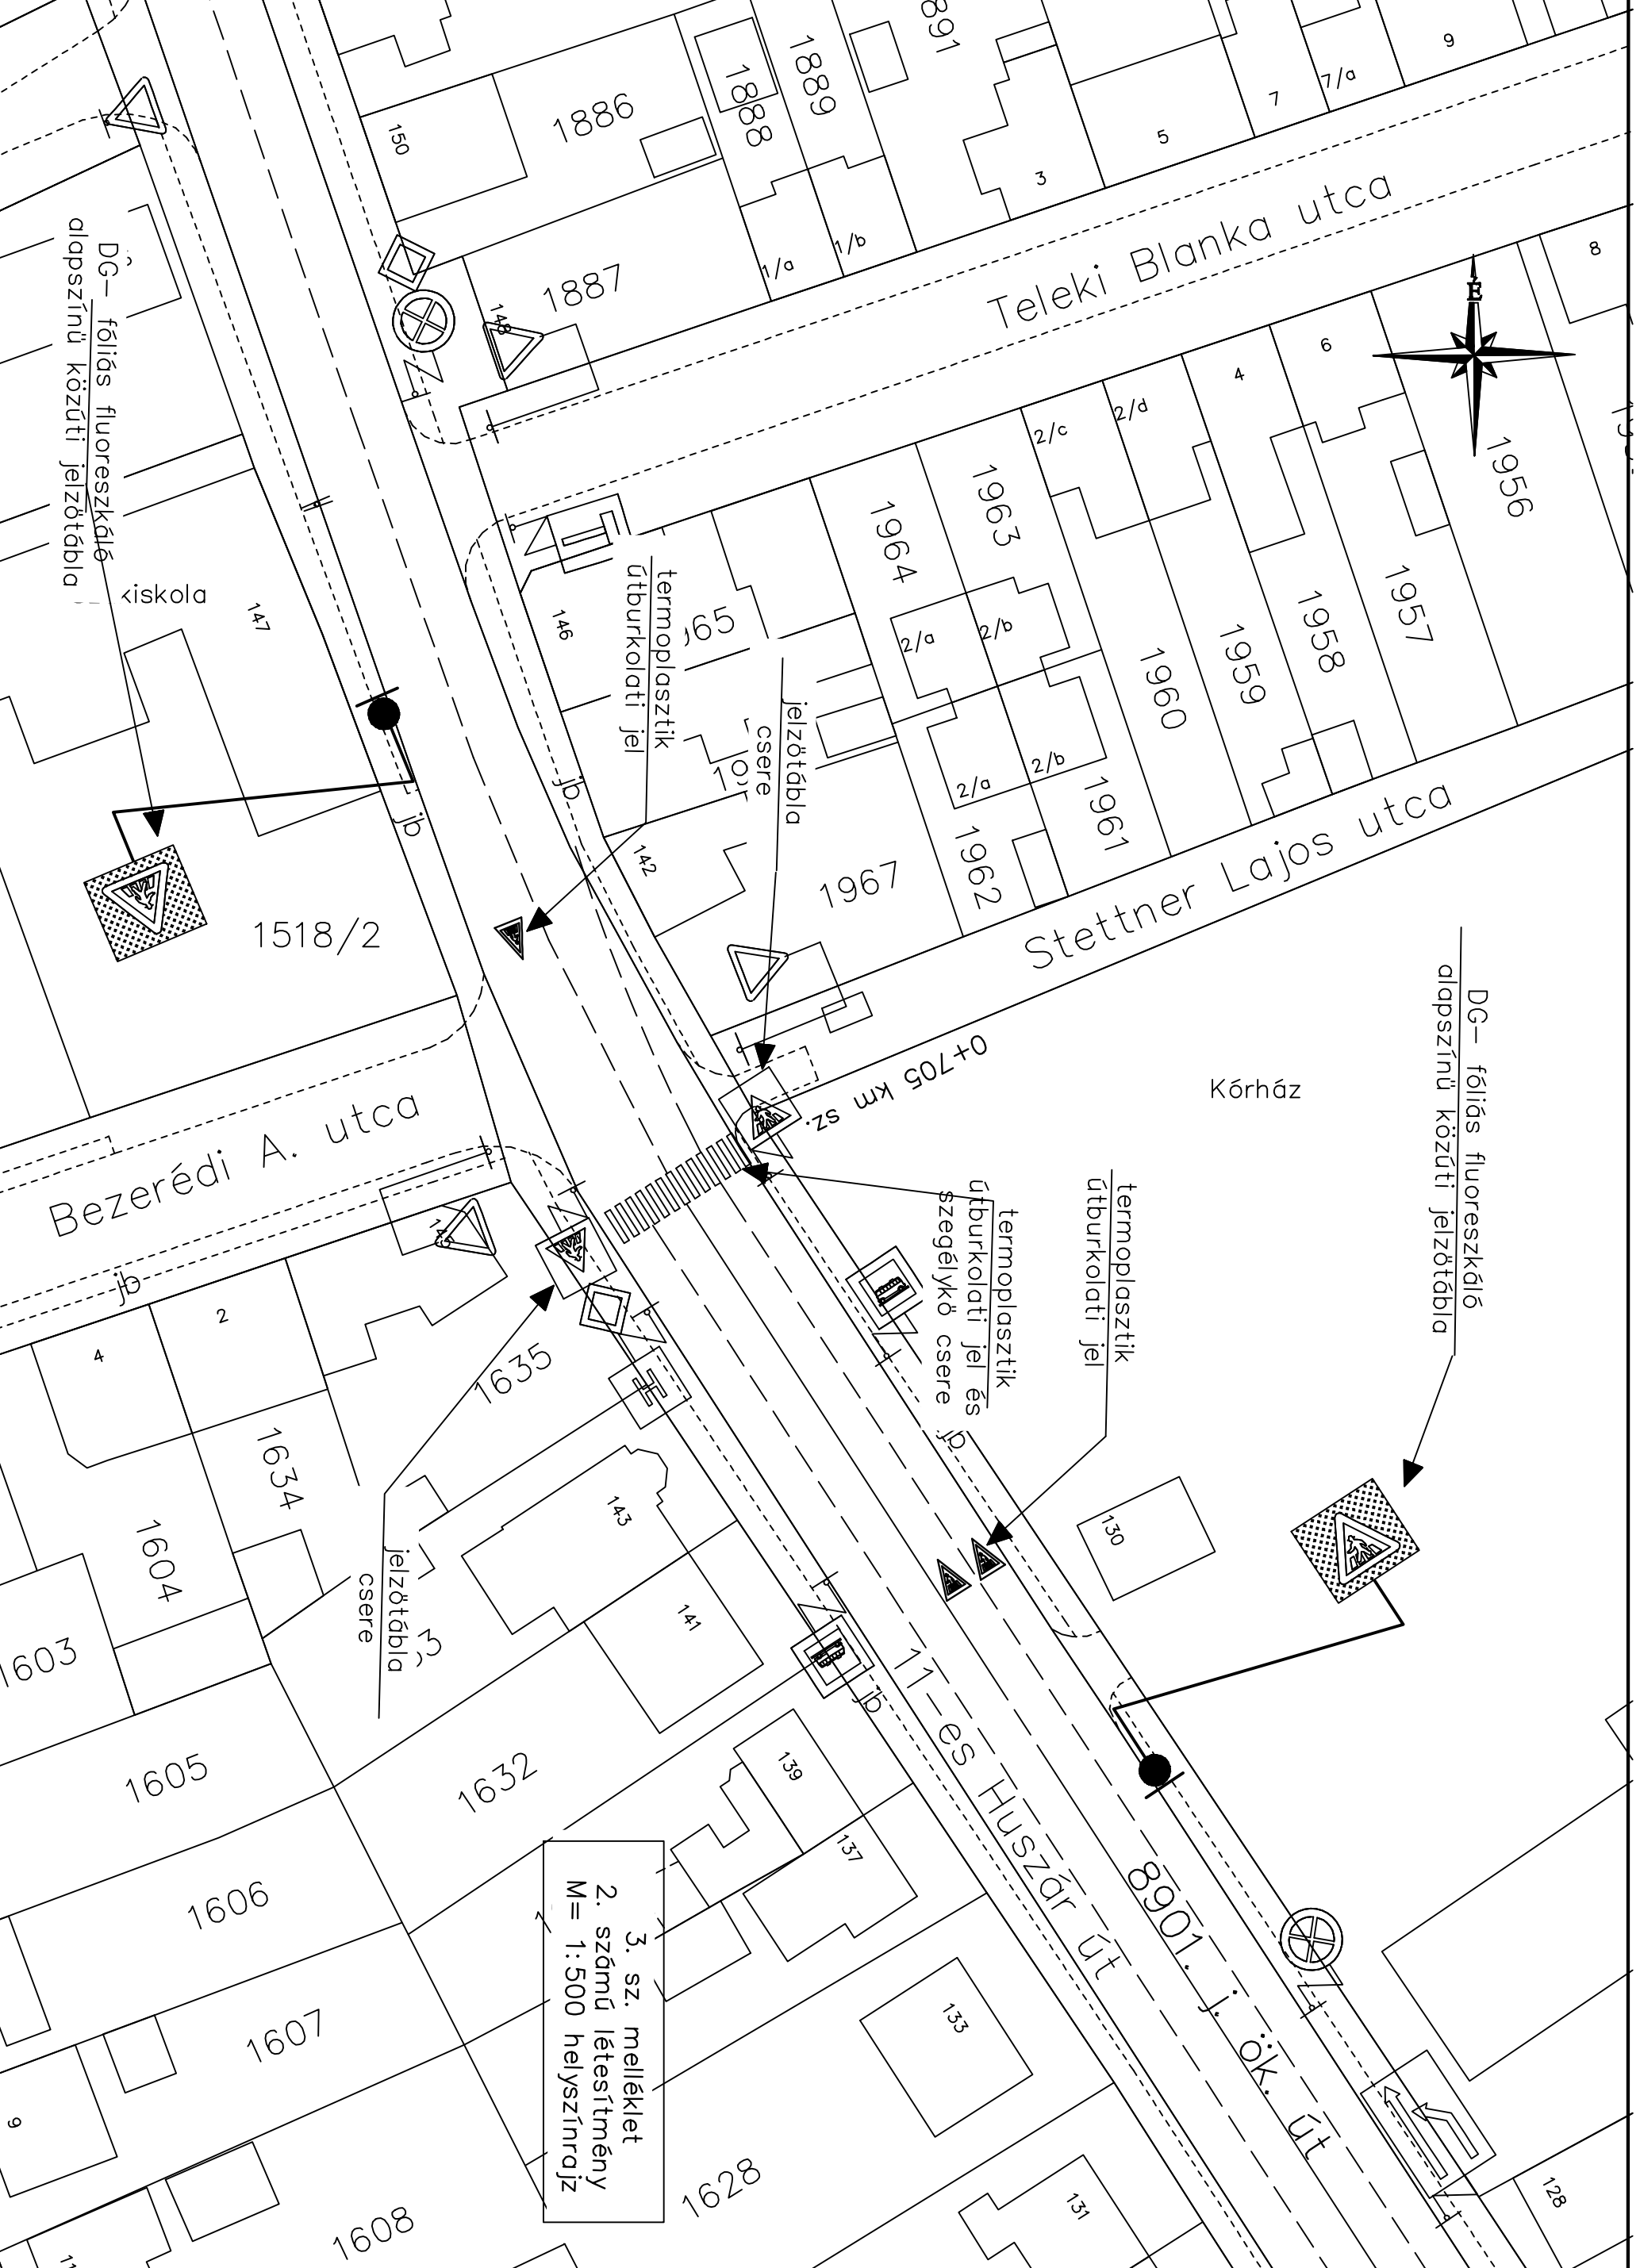 891
9
1889
1888
1886
150
7/a
7
5
3
Teleki Blanka utca
1/b
1/a
1887
148
8
É
6
4
2/d
2/c
1956
1963
1964
1957
1958
1959
1960
DG– fóliás fluoreszkáló
alapszínű közúti jelzőtábla
kiskola
147
146
termoplasztik
útburkolati jel
965
2/a
2/b
2/a
2/b
jelzőtábla
csere
jb
jb
142
1961
1962
1967
Stettner Lajos utca
1518/2
DG– fóliás fluoreszkáló
alapszínű közúti jelzőtábla
0+705 km sz.
Kórház
Bezerédi A. utca
jb
termoplasztik
útburkolati jel és
szegélykő csere
termoplasztik
útburkolati jel
jb
2
4
1635
1634
1604
1603
143
130
jelzőtábla
csere
3
141
jb
11–es Huszár út
8901. j. ök. út
1605
1632
139
137
1606
1607
3. sz. melléklet
2. számú létesítmény
M= 1:500 helyszínrajz
133
9
1608
1628
131
128
11